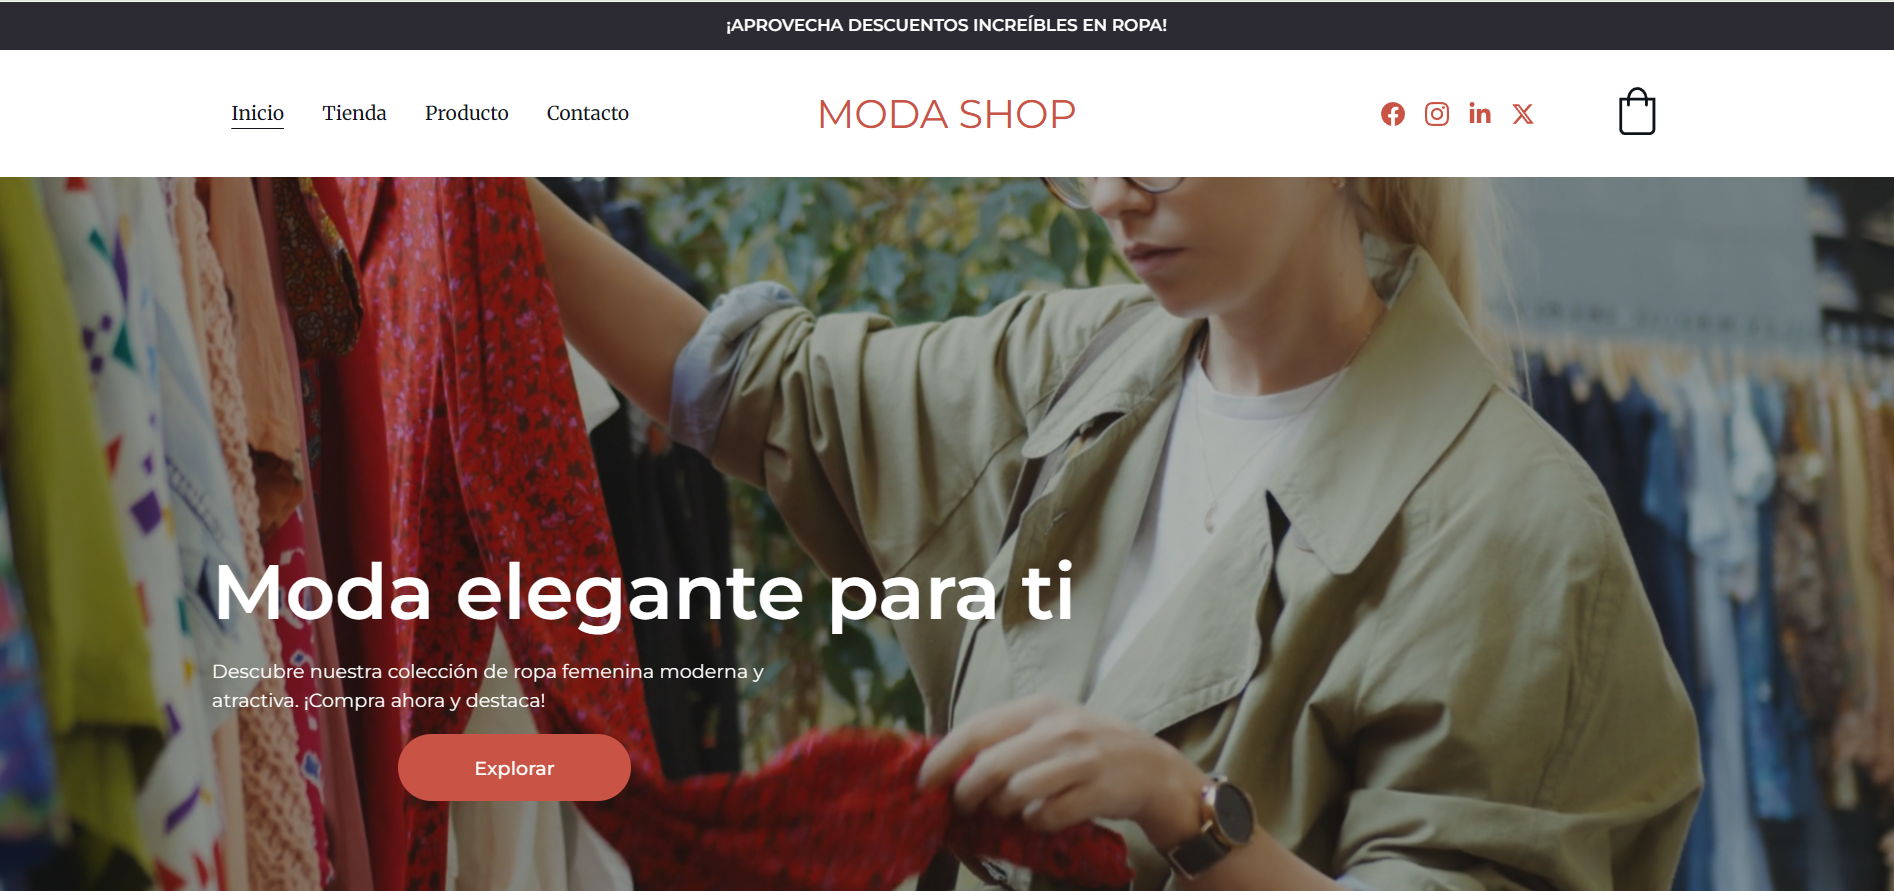 ¡APROVECHA DESCUENTOS INCREÍBLES EN ROPA!
Inicio Tienda Producto Contacto
MODA SHOP
Moda elegante para ti
Descubre nuestra colección de ropa femenina moderna y
atractiva. ¡Compra ahora y destaca!
Explorar